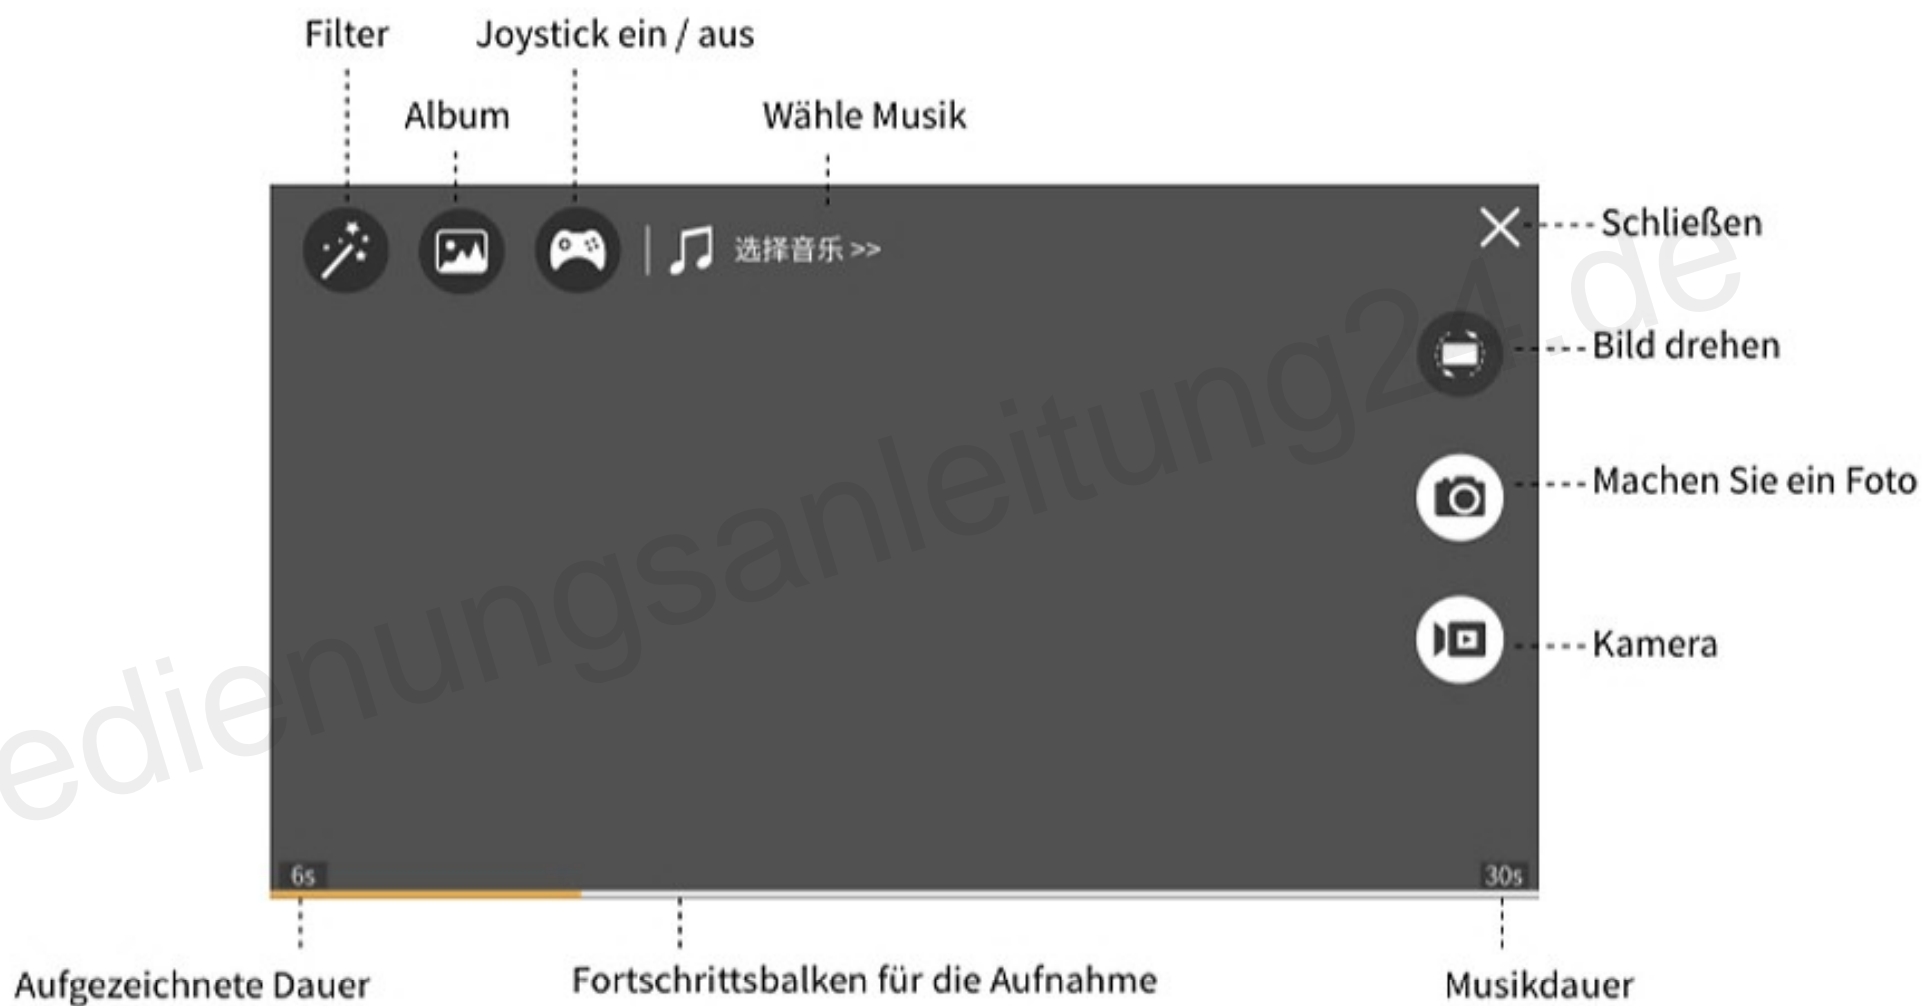 Filter
Joystick ein / aus
Album
Wähle Musik
选择音乐 >>
Schließen
Bild drehen
Machen Sie ein Foto
Kamera
6s
30s
Aufgezeichnete Dauer
Fortschrittsbalken für die Aufnahme
Musikdauer
edienungsanleitung24.de